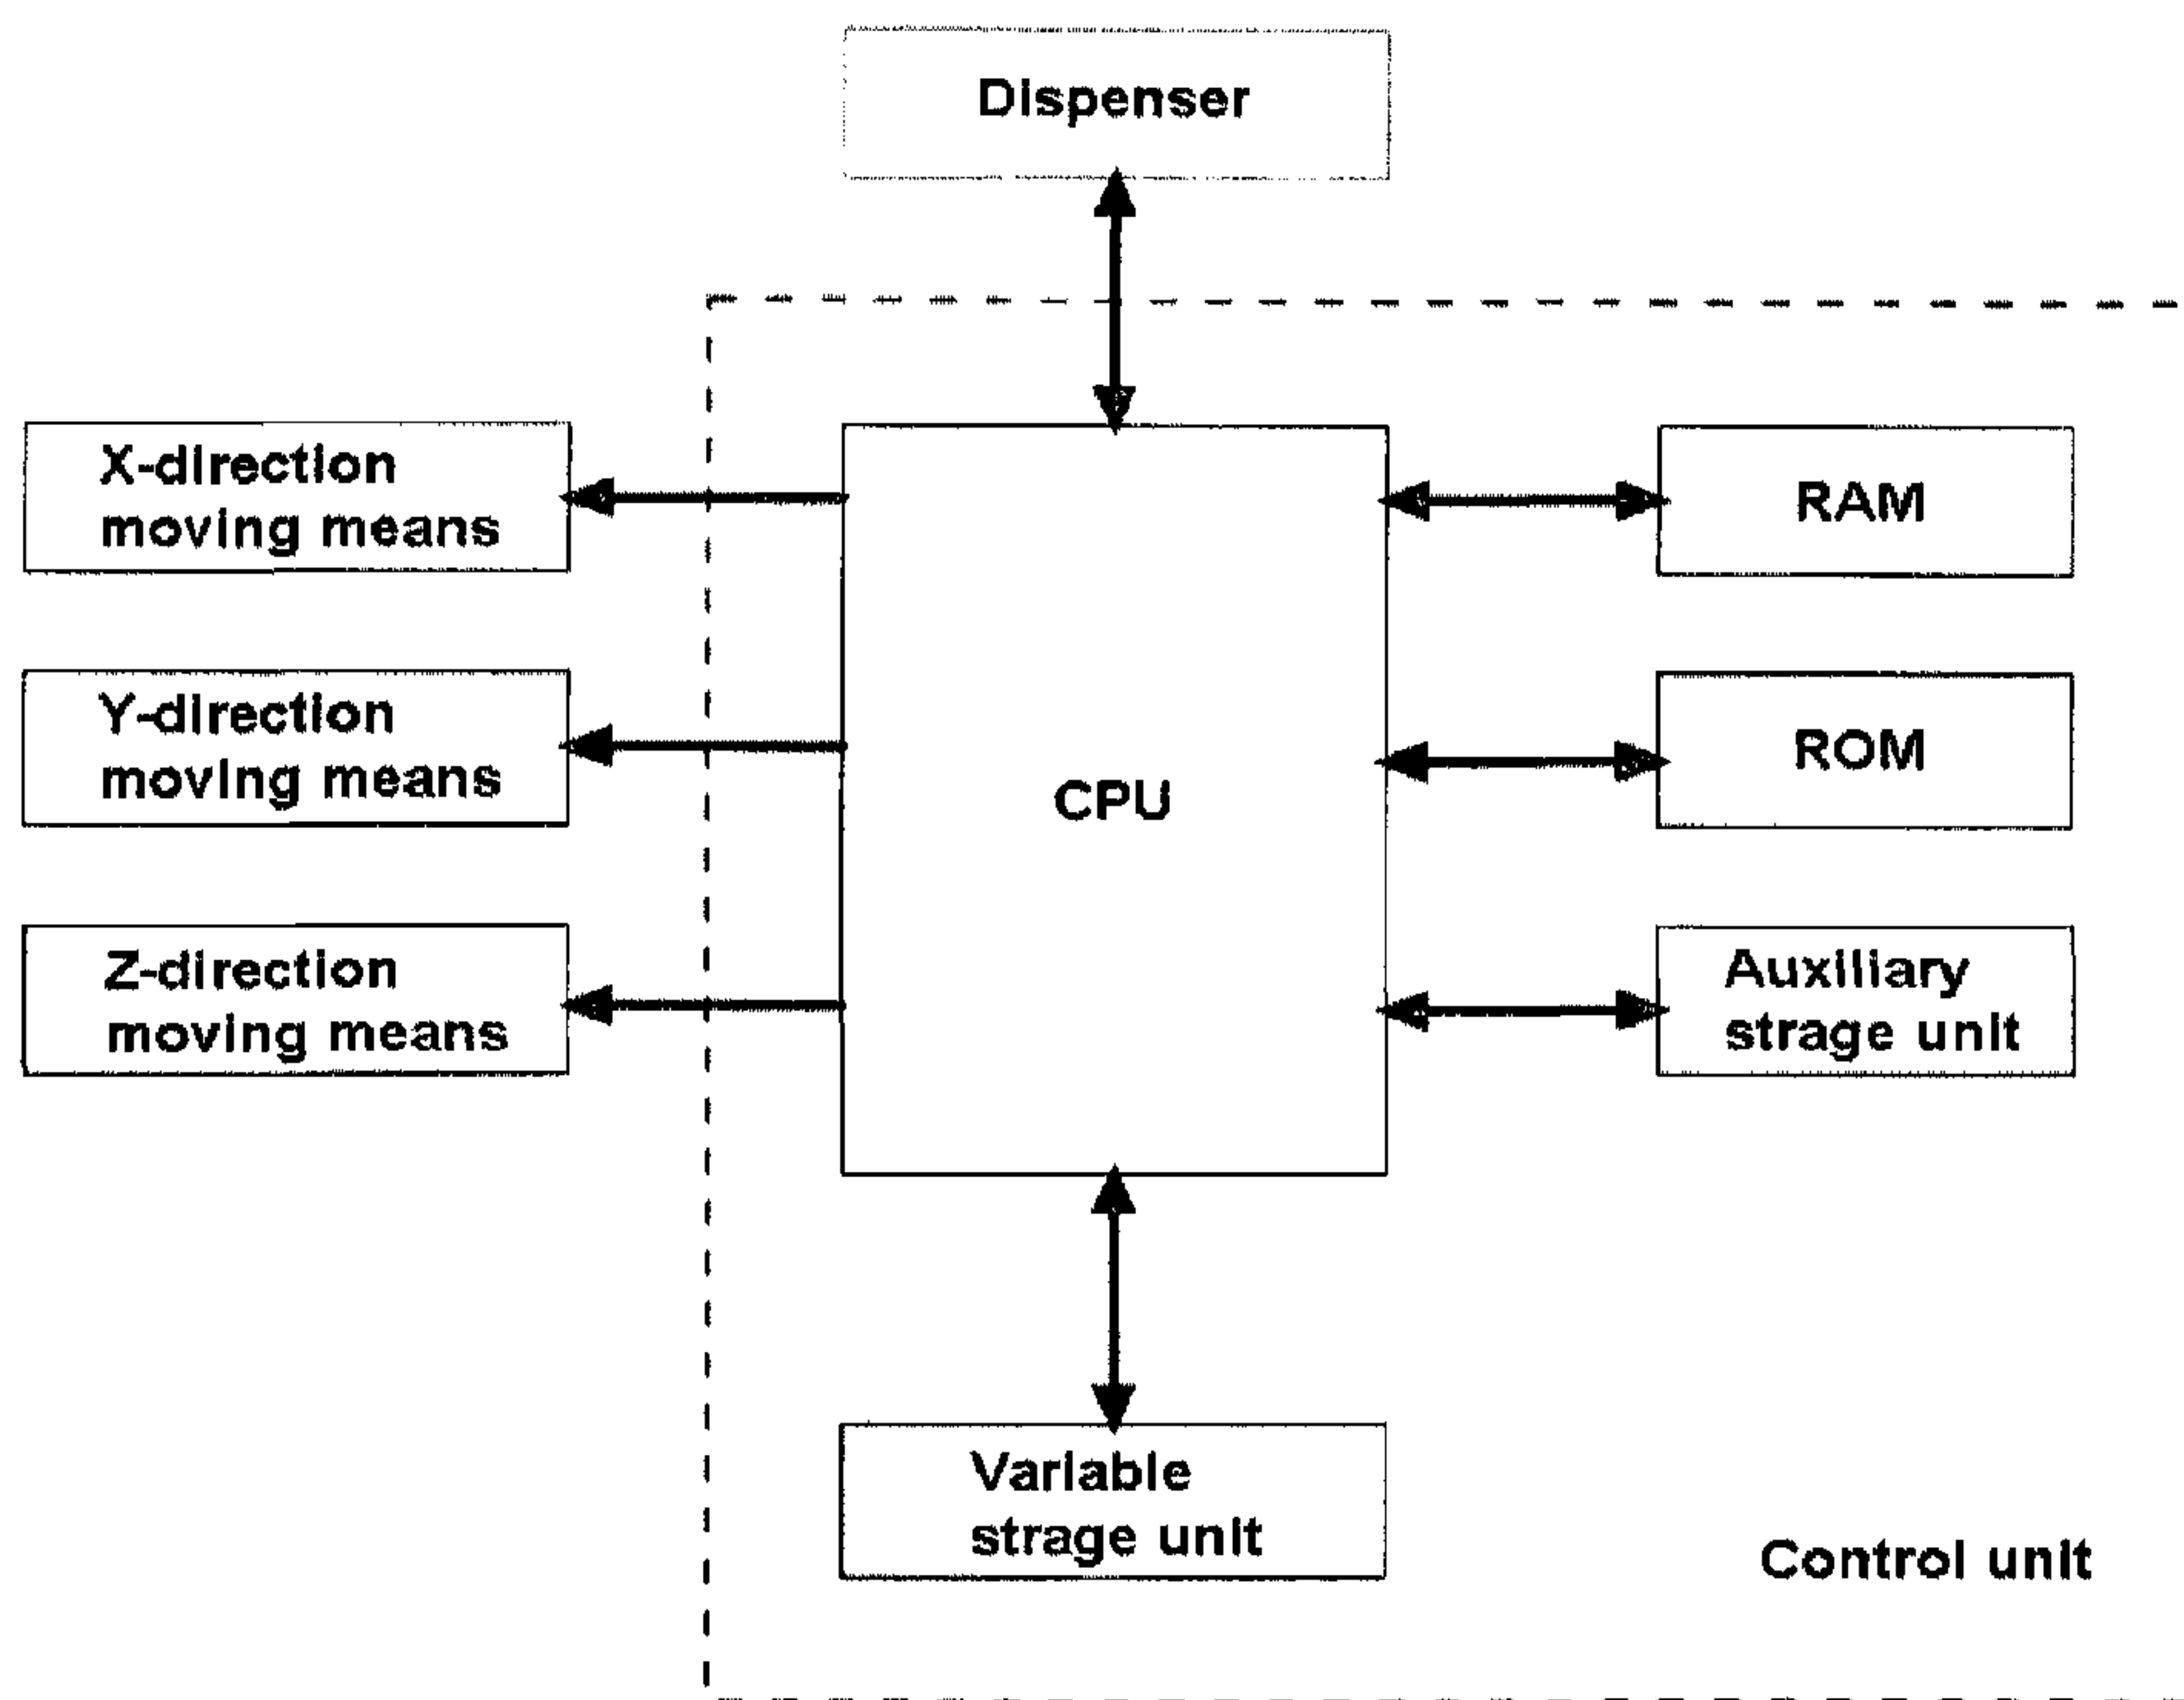 Dispenser
X-direction
moving means
RAM
Y-direction
moving means
ROM
CPU
Z-direction
moving means
Auxiliary
strage unit
Variable
strage unit
Control unit